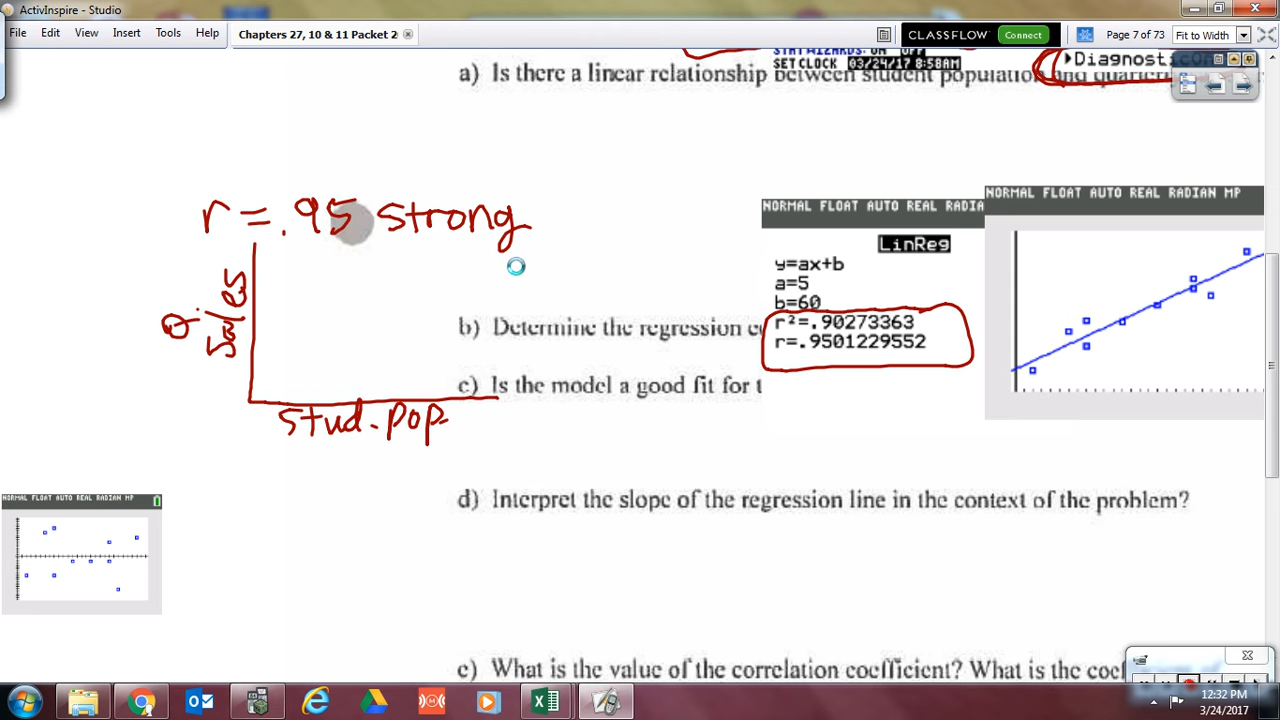 ActivInspire - Studio
File Edit View Insert Tools Help
Chapters 27, 10 & 11 Packet 2
CLASSFLOW Connect
Page 7 of 73
Fit to Width
STAT WIZARDS: ON OFF
SET CLOCK 03/24/17 8:58AM
Diagnostic
a) Is there a linear relationship between student population and
r = .95 strong
stud. pop.
NORMAL FLOAT AUTO REAL RADIA
LinReg
y=ax+b
a=5
b=60
r²=.90273363
r=.9501229552
NORMAL FLOAT AUTO REAL RADIAN MP
b) Determine the regression
c) Is the model a good fit for
NORMAL FLOAT AUTO REAL RADIAN MP
d) Interpret the slope of the regression line in the context of the problem?
e) What is the value of the correlation coefficient? What is the
12:32 PM
3/24/2017